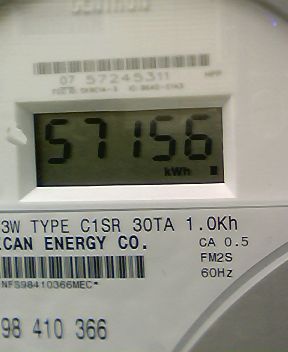 CENTRON
07 57245311
57156
kWh
3W TYPE C1SR 30TA 1.0Kh
CAN ENERGY CO.
CA 0.5
FM2S
60Hz
*NFS98410366MEC*
98 410 366